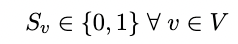 S_v ∈ {0, 1} ∀ v ∈ V